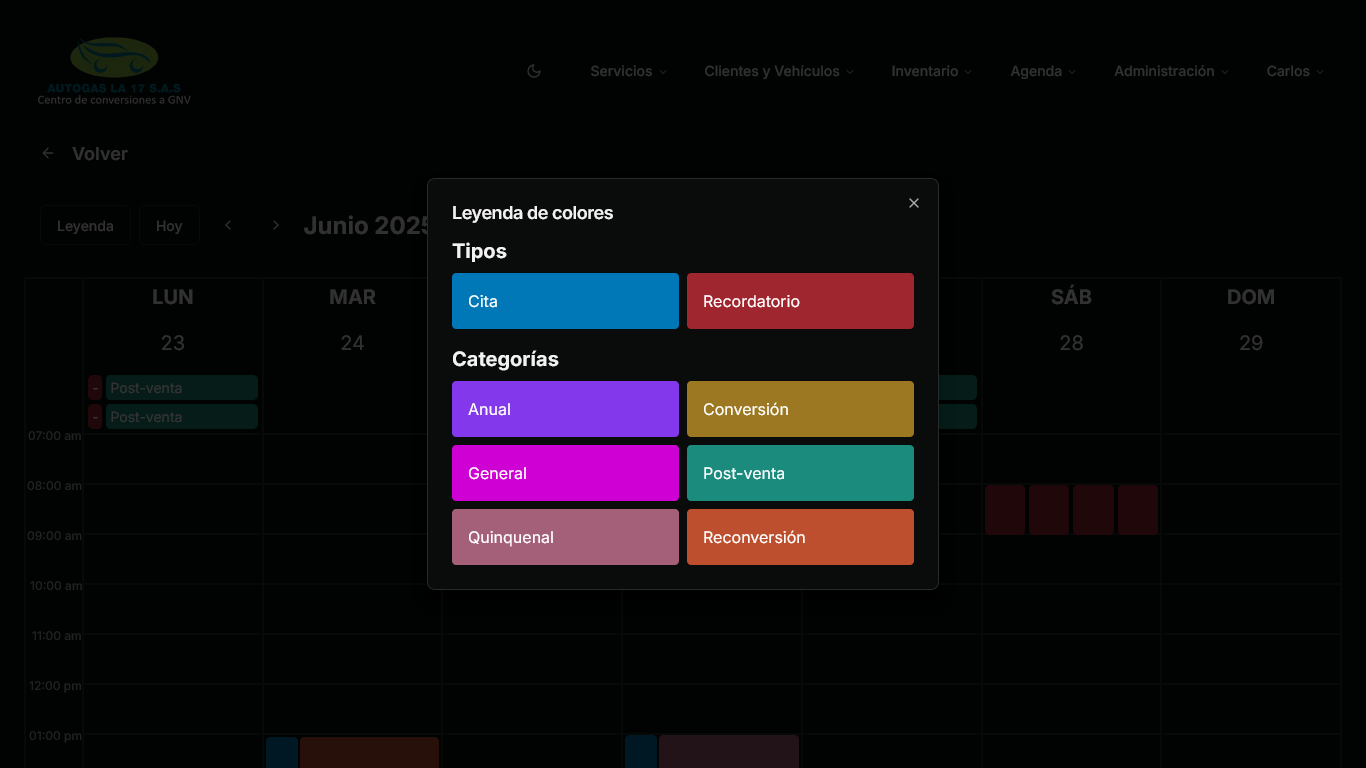 AUTOGAS LA 17 S.A.S
Centro de conversiones a GNV
Servicios
Clientes y Vehículos
Inventario
Agenda
Administración
Carlos
Volver
Leyenda
Hoy
Junio 2025
Leyenda de colores
Tipos
Cita
Recordatorio
Categorías
Anual
Conversión
General
Post-venta
Quinquenal
Reconversión
LUN
MAR
SÁB
DOM
23
24
28
29
- Post-venta
- Post-venta
07:00 am
08:00 am
09:00 am
10:00 am
11:00 am
12:00 pm
01:00 pm